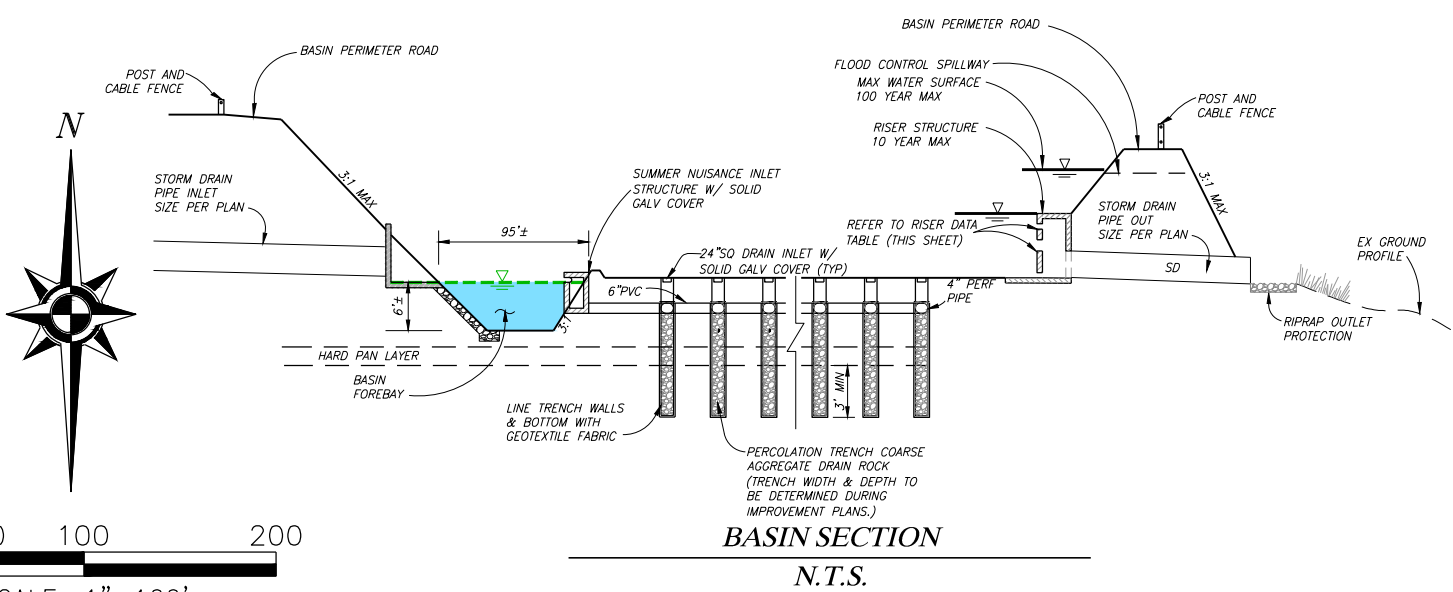 BASIN PERIMETER ROAD
POST AND
CABLE FENCE
N
STORM DRAIN
PIPE INLET
SIZE PER PLAN
3:1 MAX
95'±
6'±
SUMMER NUISANCE INLET
STRUCTURE W/ SOLID
GALV COVER
24"SQ DRAIN INLET W/
SOLID GALV COVER (TYP)
6"PVC
4" PERF
PIPE
3:1
HARD PAN LAYER
BASIN
FOREBAY
LINE TRENCH WALLS
& BOTTOM WITH
GEOTEXTILE FABRIC
3' MIN
PERCOLATION TRENCH COARSE
AGGREGATE DRAIN ROCK
(TRENCH WIDTH & DEPTH TO
BE DETERMINED DURING
IMPROVEMENT PLANS.)
BASIN PERIMETER ROAD
FLOOD CONTROL SPILLWAY
MAX WATER SURFACE
100 YEAR MAX
RISER STRUCTURE
10 YEAR MAX
POST AND
CABLE FENCE
3:1 MAX
REFER TO RISER DATA
TABLE (THIS SHEET)
STORM DRAIN
PIPE OUT
SIZE PER PLAN
SD
EX GROUND
PROFILE
RIPRAP OUTLET
PROTECTION
BASIN SECTION
N.T.S.
0 100 200